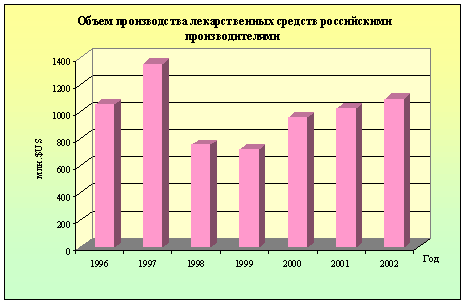 Объем производства лекарственных средств российскими
производителями
млн.$US
1400
1200
1000
800
600
400
200
0
1996 1997 1998 1999 2000 2001 2002
Год